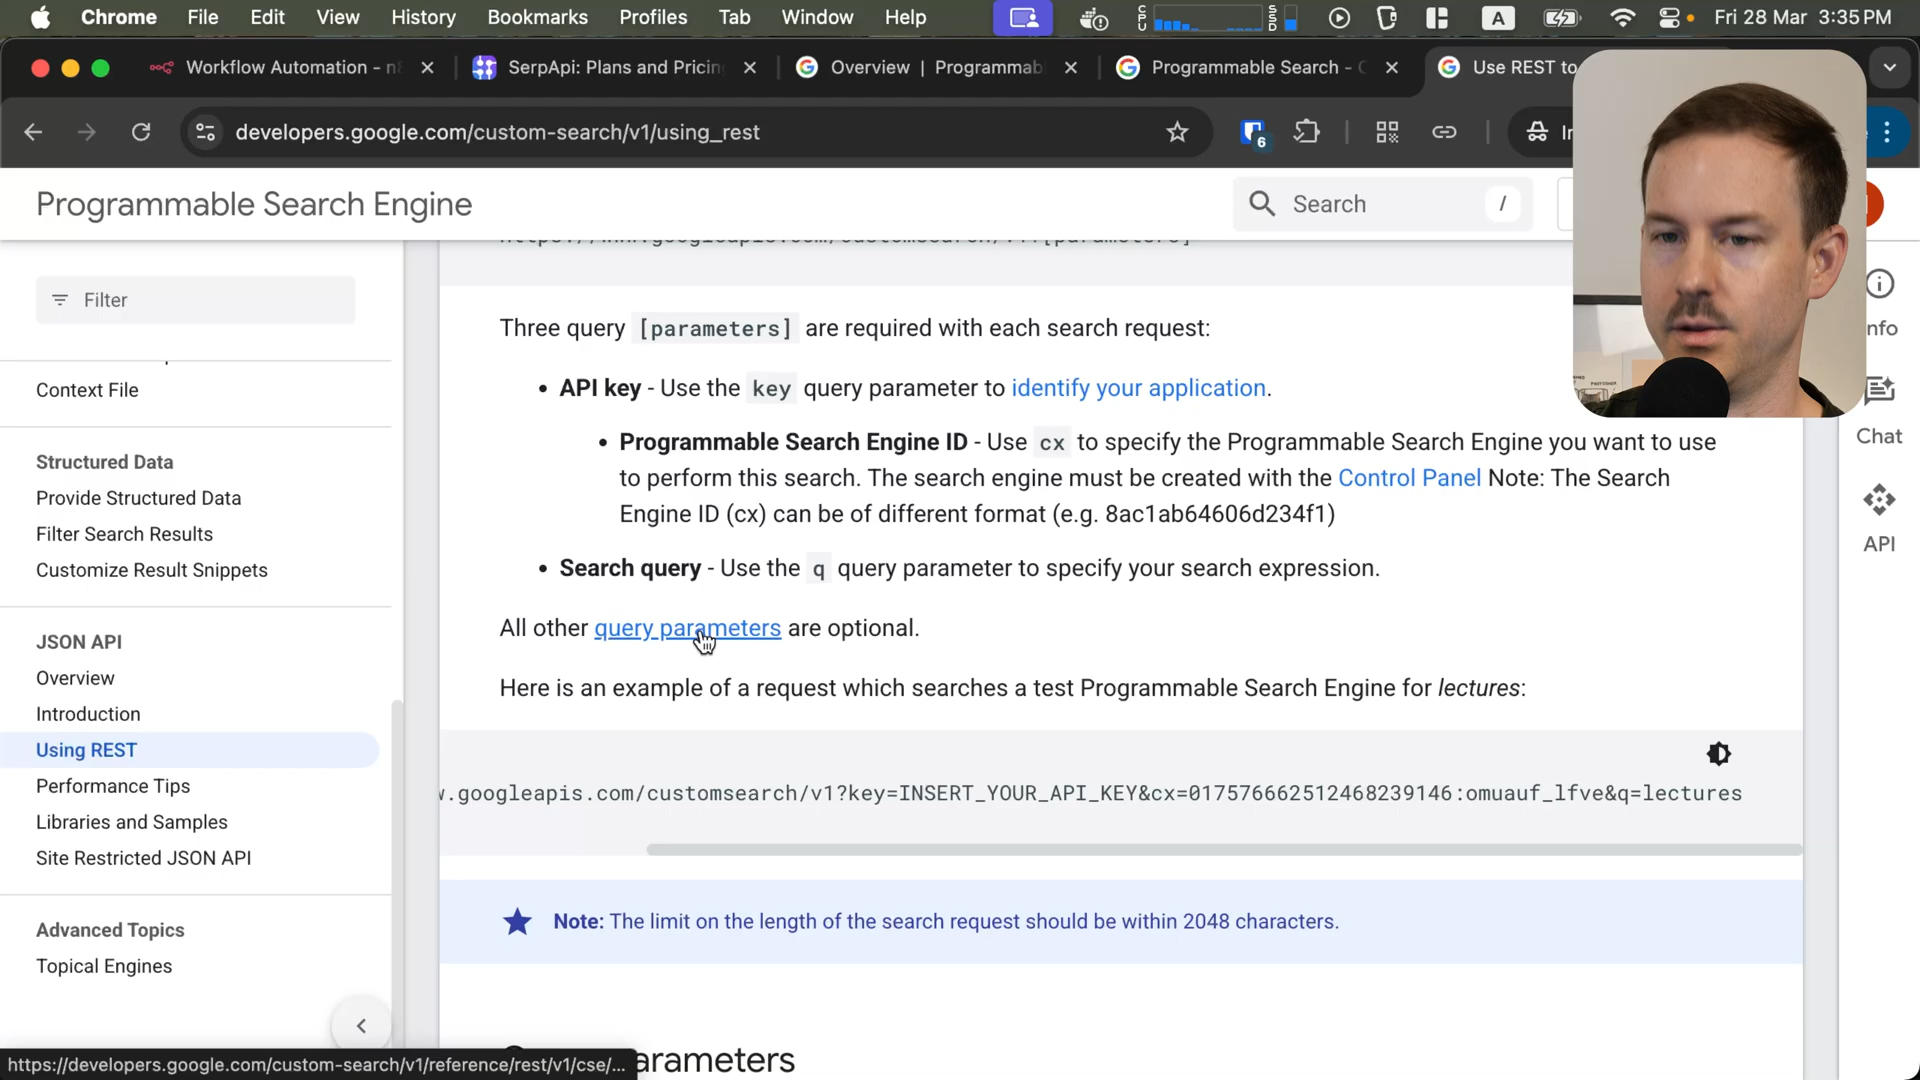 Chrome File Edit View History Bookmarks Profiles Tab Window Help
CPU SSD A Fri 28 Mar 3:35 PM
Workflow Automation - n8
SerpApi: Plans and Pricin
Overview | Programmab
Programmable Search - C
Use REST to
developers.google.com/custom-search/v1/using_rest
6
In
Programmable Search Engine
Search /
Filter
Context File
Structured Data
Provide Structured Data
Filter Search Results
Customize Result Snippets
JSON API
Overview
Introduction
Using REST
Performance Tips
Libraries and Samples
Site Restricted JSON API
Advanced Topics
Topical Engines
Three query [parameters] are required with each search request:
• API key - Use the key query parameter to identify your application.
• Programmable Search Engine ID - Use cx to specify the Programmable Search Engine you want to use
to perform this search. The search engine must be created with the Control Panel Note: The Search
Engine ID (cx) can be of different format (e.g. 8ac1ab64606d234f1)
• Search query - Use the q query parameter to specify your search expression.
All other query parameters are optional.
Here is an example of a request which searches a test Programmable Search Engine for lectures:
w.googleapis.com/customsearch/v1?key=INSERT_YOUR_API_KEY&cx=017576662512468239146:omuauf_lfve&q=lectures
Note: The limit on the length of the search request should be within 2048 characters.
arameters
nfo
Chat
API
https://developers.google.com/custom-search/v1/reference/rest/v1/cse/...